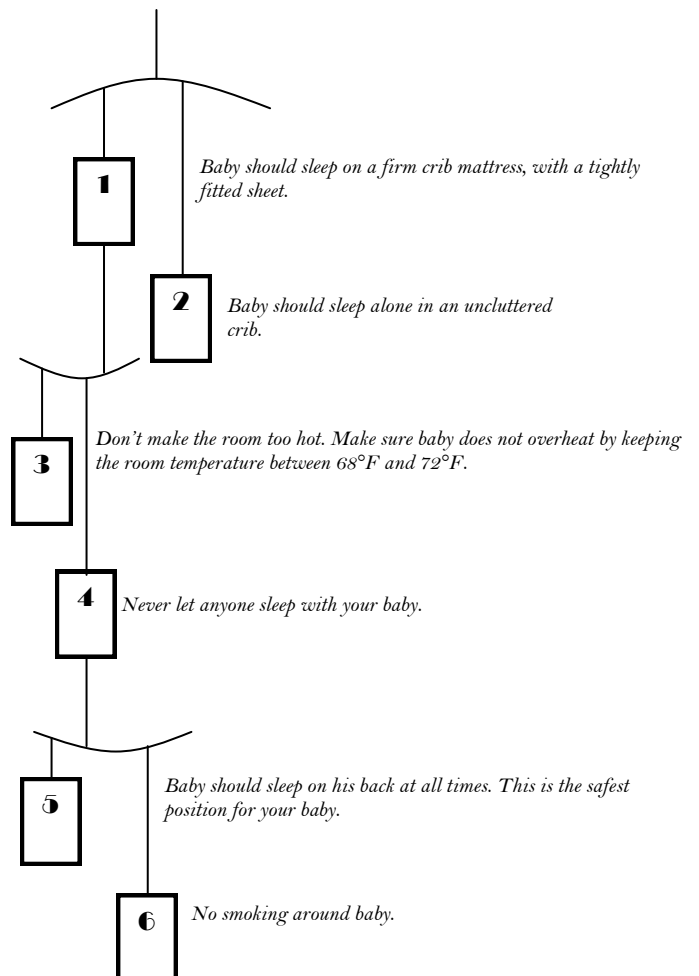 1
Baby should sleep on a firm crib mattress, with a tightly
fitted sheet.
2
Baby should sleep alone in an uncluttered
crib.
3
Don’t make the room too hot. Make sure baby does not overheat by keeping
the room temperature between 68°F and 72°F.
4
Never let anyone sleep with your baby.
5
Baby should sleep on his back at all times. This is the safest
position for your baby.
6
No smoking around baby.